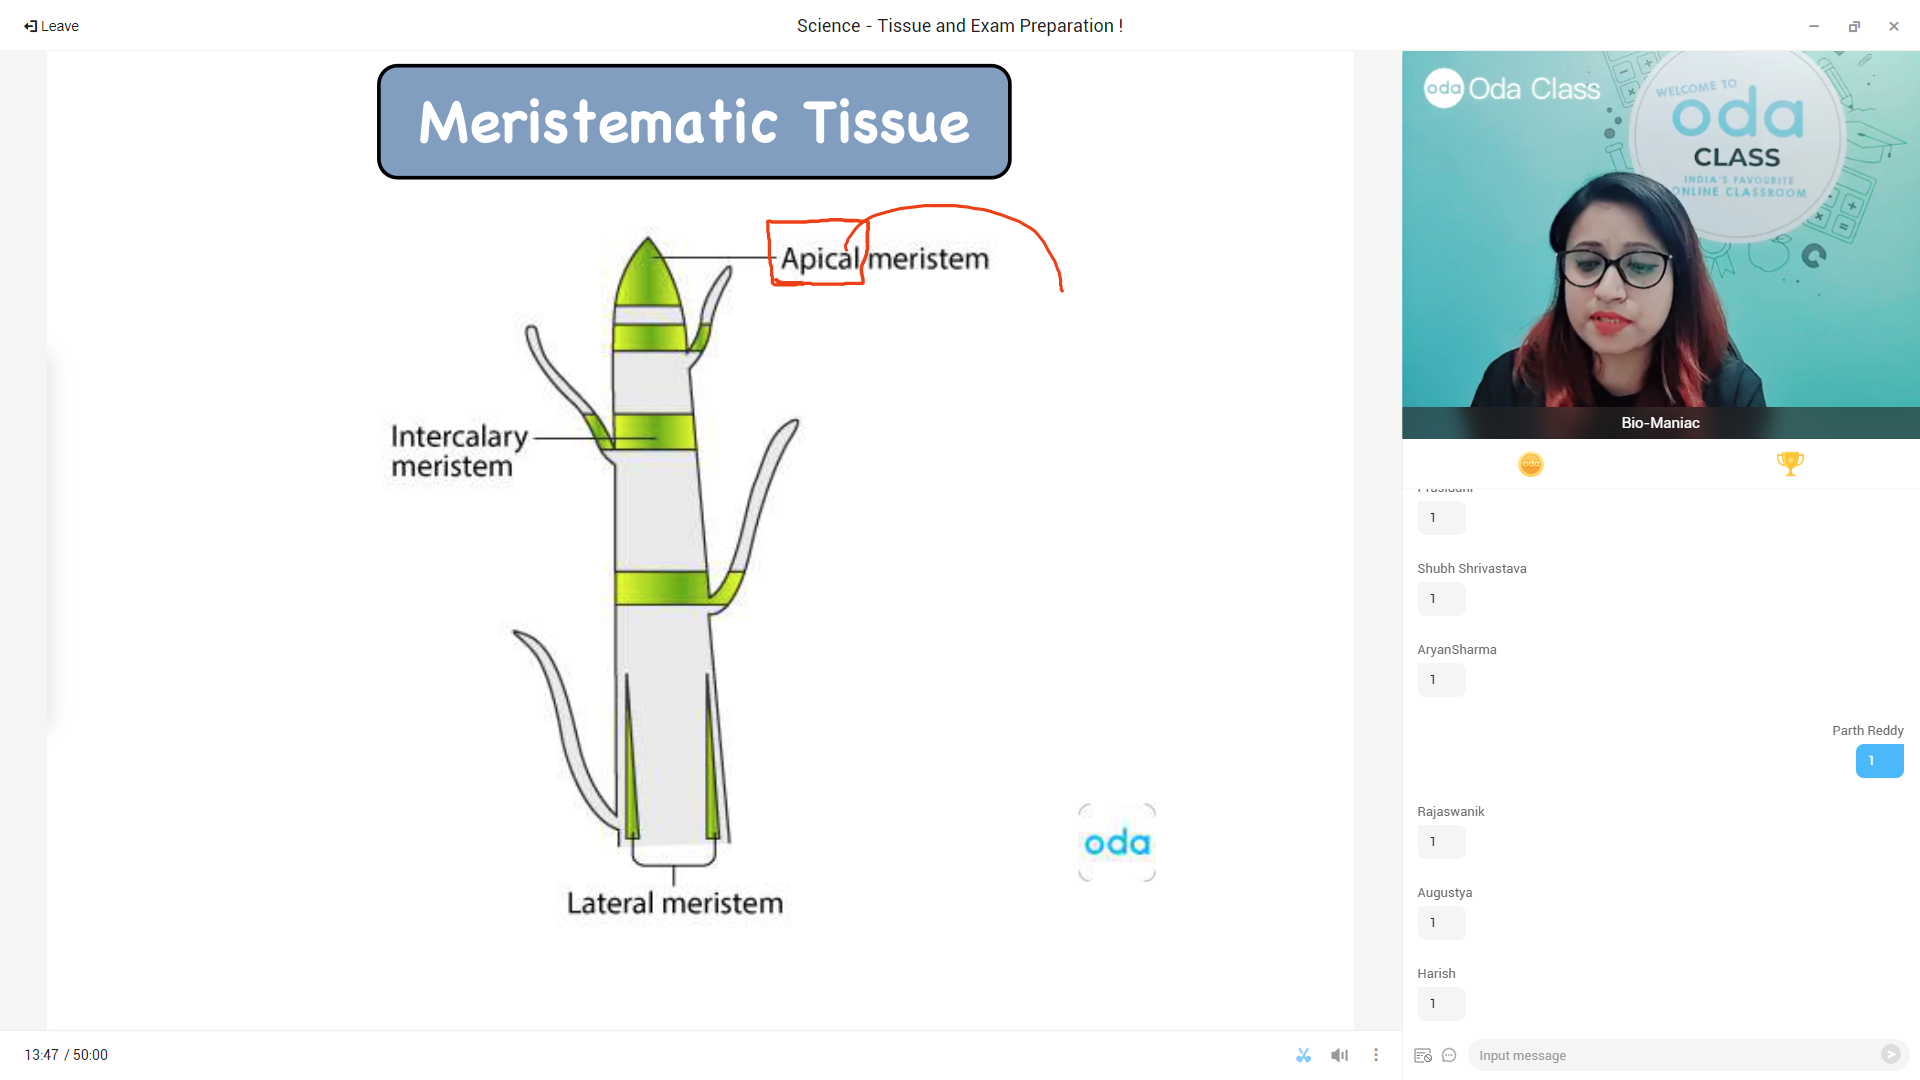 Leave
Science - Tissue and Exam Preparation !
Meristematic Tissue
Apical meristem
Intercalary
meristem
Lateral meristem
oda
13:47 / 50:00
oda Oda Class
WELCOME TO
oda
CLASS
INDIA'S FAVOURITE
ONLINE CLASSROOM
Bio-Maniac
oda
1
Shubh Shrivastava
1
AryanSharma
1
Parth Reddy
1
Rajaswanik
1
Augustya
1
Harish
1
Input message